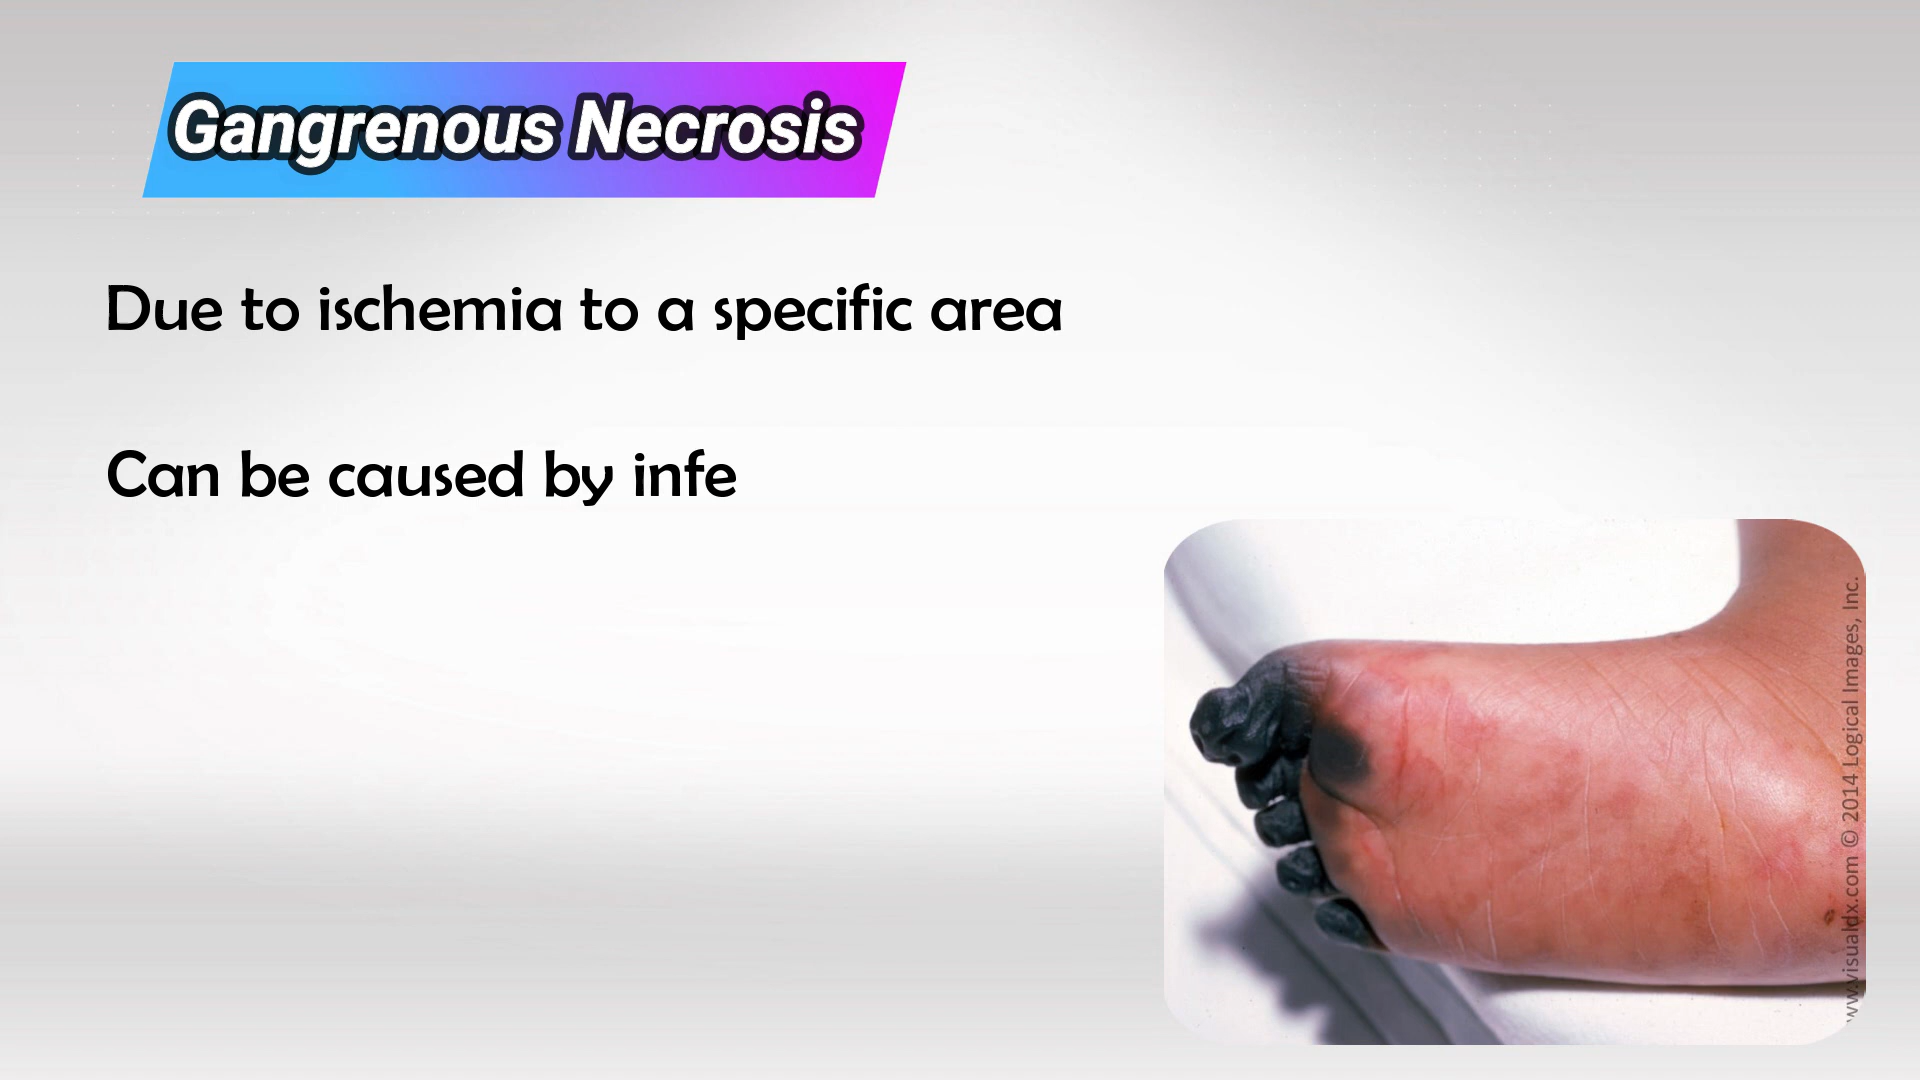 Gangrenous Necrosis
Due to ischemia to a specific area
Can be caused by infe
ww.visualdx.com © 2014 Logical Images, Inc.